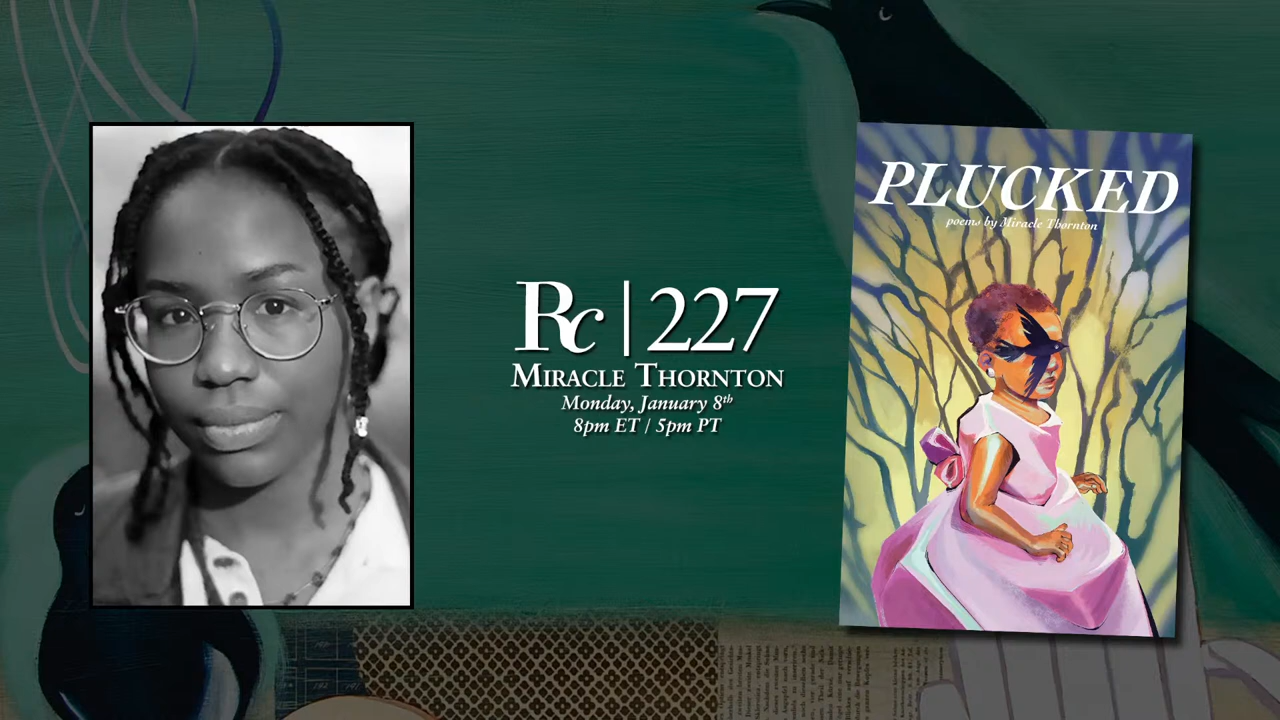 Rc | 227
MIRACLE THORNTON
Monday, January 8th
8pm ET / 5pm PT
PLUCKED
poems by Miracle Thornton